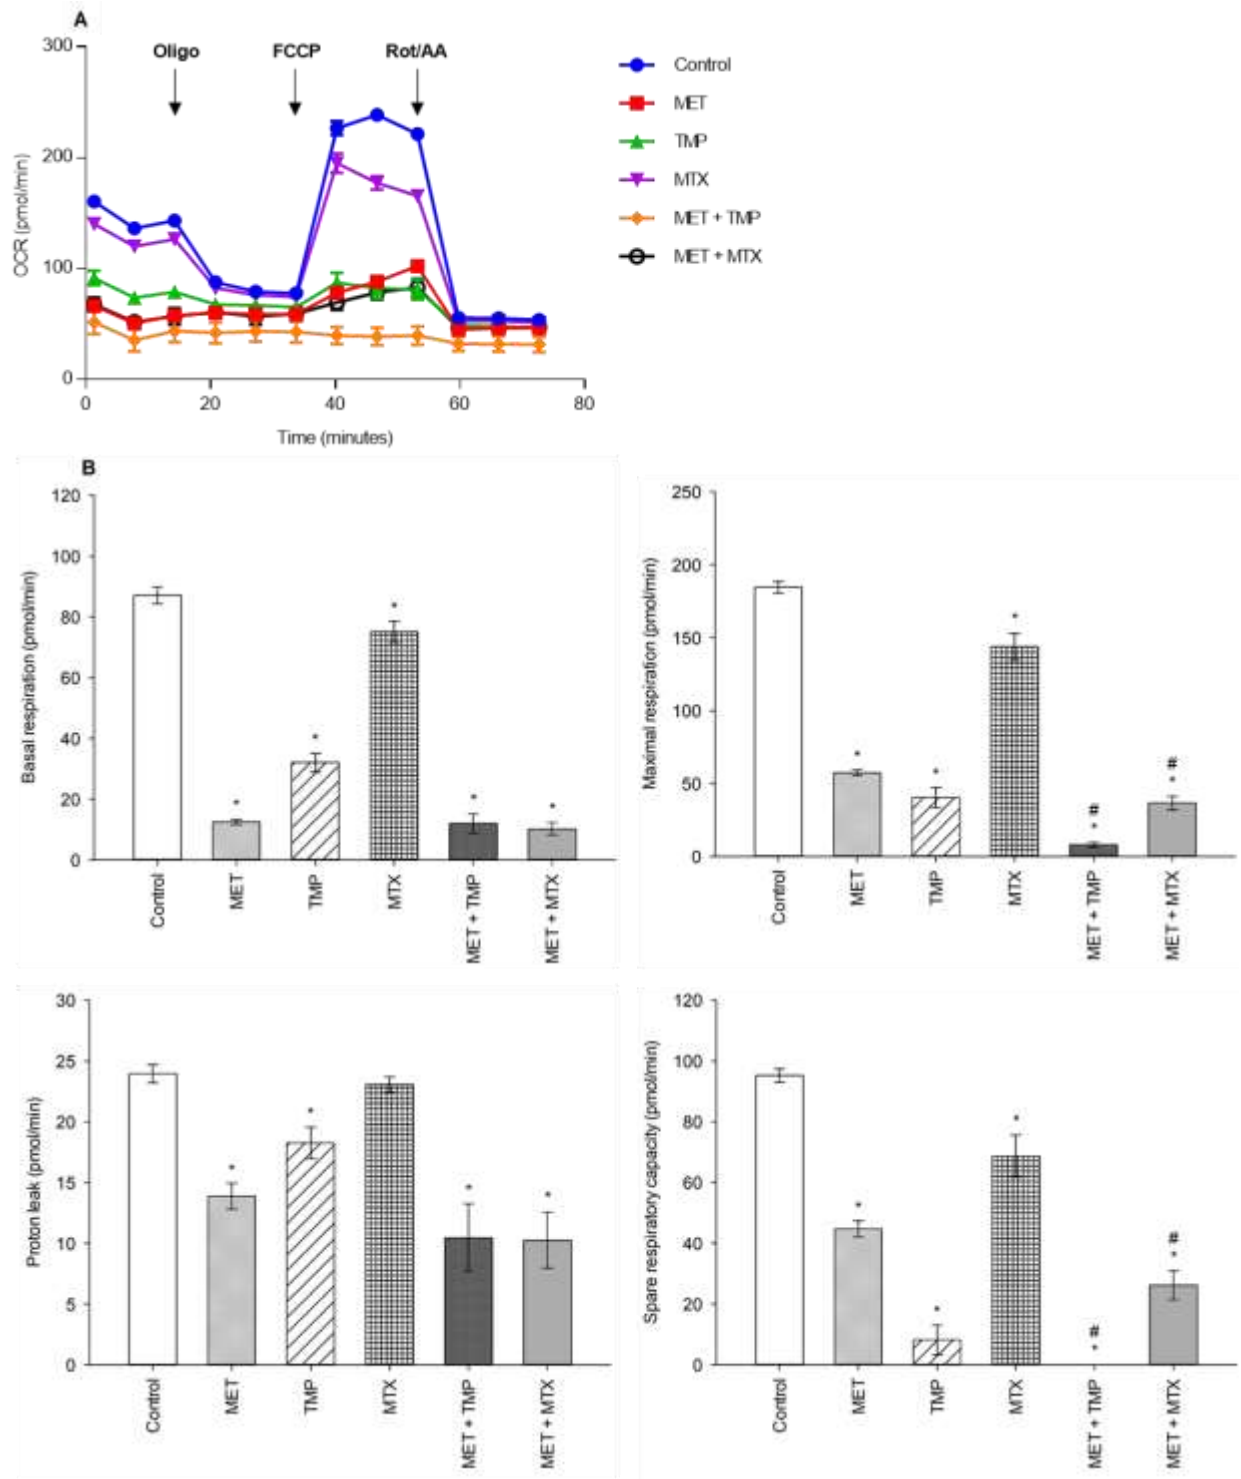 A
300
200
100
0
OCR (pmol/min)
Oligo
FCCP
Rot/AA
0
20
40
60
80
Time (minutes)
Control
MET
TMP
MTX
MET + TMP
MET + MTX
B
Basal respiration (pmol/min)
120
100
80
60
40
20
0
*
*
*
*
*
Control
MET
TMP
MTX
MET + TMP
MET + MTX
Maximal respiration (pmol/min)
250
200
150
100
50
0
*
*
*
#
*
#
*
Control
MET
TMP
MTX
MET + TMP
MET + MTX
Proton leak (pmol/min)
30
25
20
15
10
5
0
*
*
*
*
Control
MET
TMP
MTX
MET + TMP
MET + MTX
Spare respiratory capacity (pmol/min)
120
100
80
60
40
20
0
*
*
*
#
*
#
*
Control
MET
TMP
MTX
MET + TMP
MET + MTX